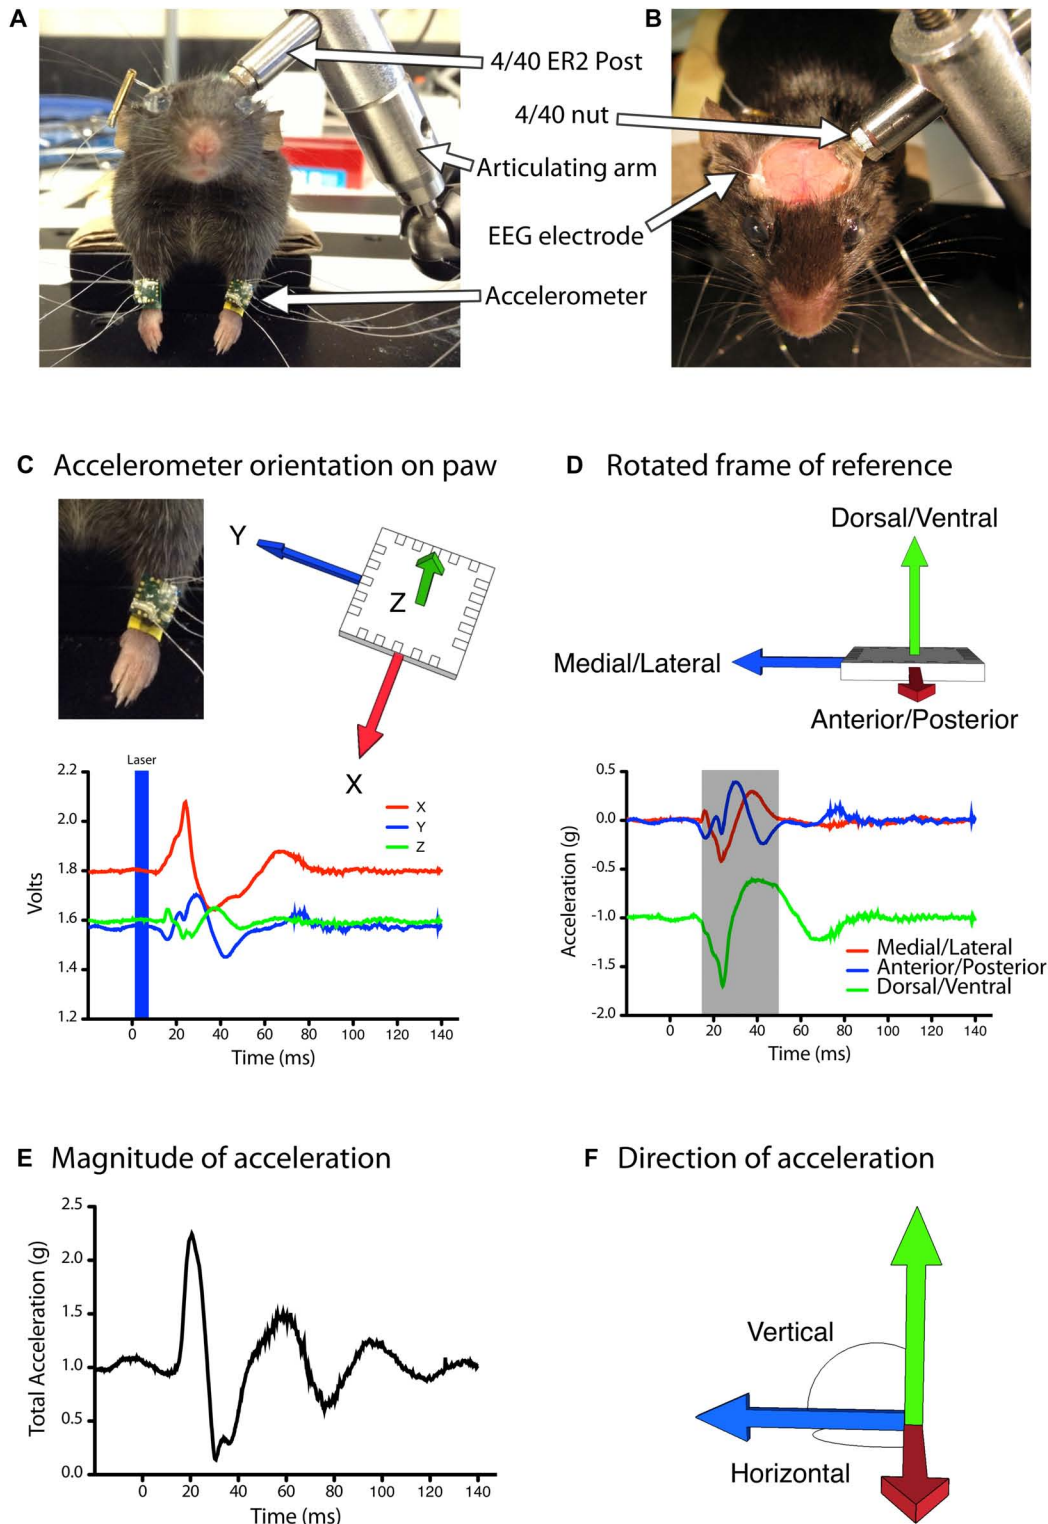 A
B
4/40 ER2 Post
4/40 nut
Articulating arm
EEG electrode
Accelerometer
C Accelerometer orientation on paw
D Rotated frame of reference
Y
Z
X
Dorsal/Ventral
Medial/Lateral
Anterior/Posterior
Laser
2.2
2.0
1.8
1.6
1.4
1.2
Volts
X
Y
Z
0 20 40 60 80 100 120 140
Time (ms)
0.5
0.0
-0.5
-1.0
-1.5
-2.0
Acceleration (g)
Medial/Lateral
Anterior/Posterior
Dorsal/Ventral
0 20 40 60 80 100 120 140
Time (ms)
E Magnitude of acceleration
F Direction of acceleration
2.5
2.0
1.5
1.0
0.5
0.0
Total Acceleration (g)
0 20 40 60 80 100 120 140
Time (ms)
Vertical
Horizontal